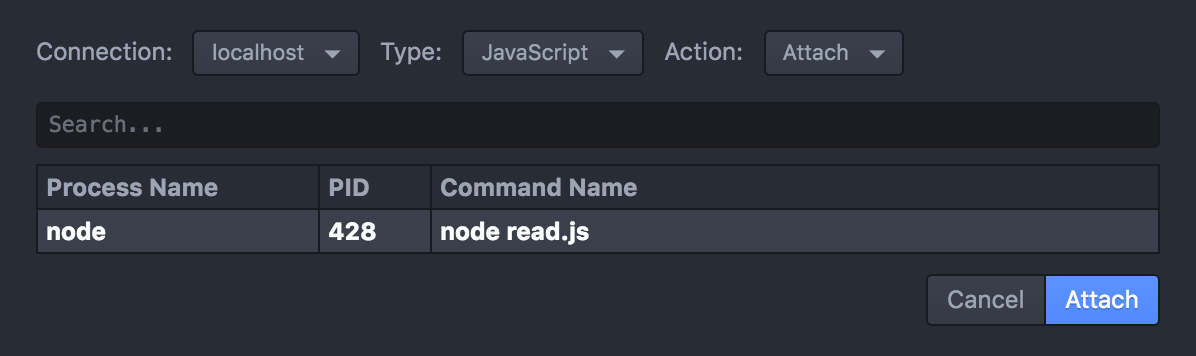 Connection: localhost Type: JavaScript Action: Attach
Search...
Process Name PID Command Name
node 428 node read.js
Cancel Attach